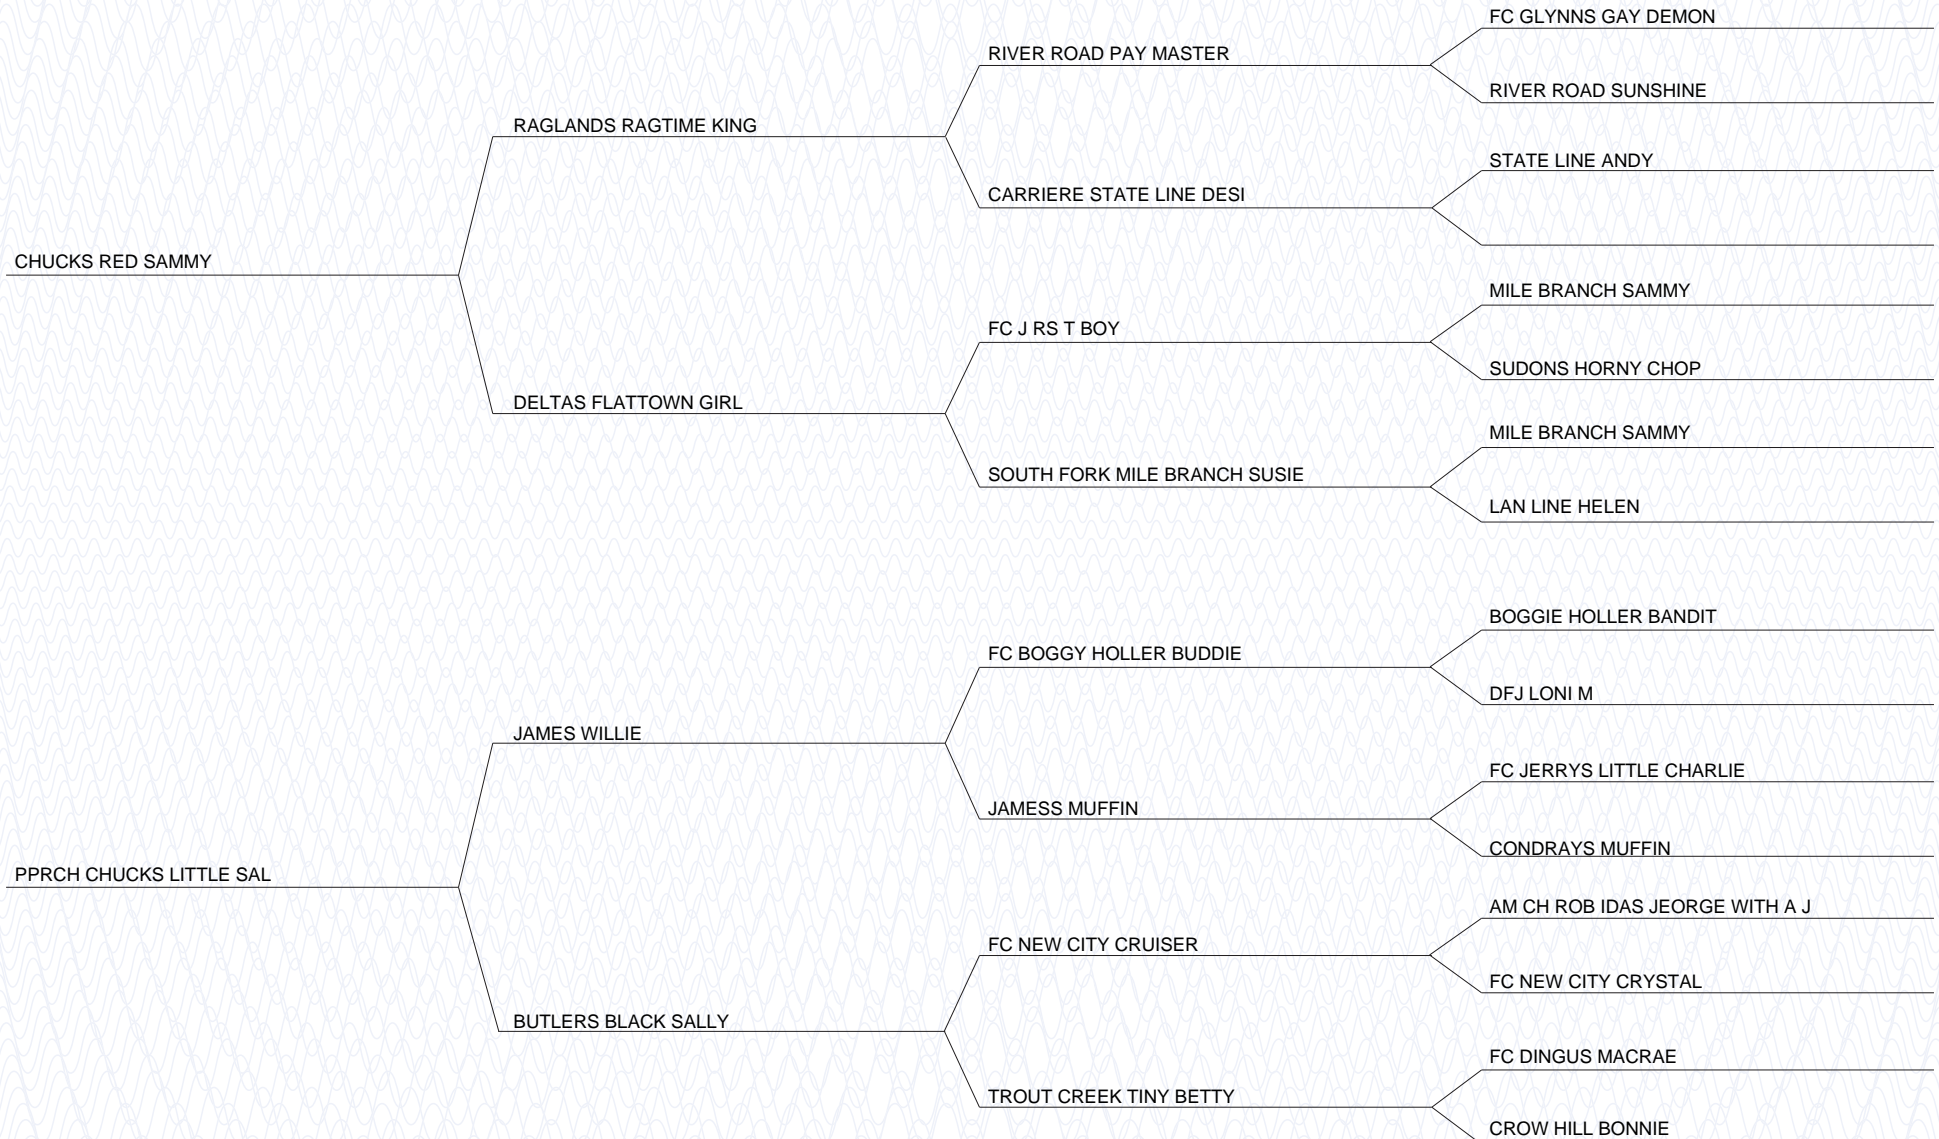 FC GLYNNS GAY DEMON
RIVER ROAD PAY MASTER
RIVER ROAD SUNSHINE
RAGLANDS RAGTIME KING
STATE LINE ANDY
CARRIERE STATE LINE DESI
CHUCKS RED SAMMY
MILE BRANCH SAMMY
FC J RS T BOY
SUDONS HORNY CHOP
DELTAS FLATTOWN GIRL
MILE BRANCH SAMMY
SOUTH FORK MILE BRANCH SUSIE
LAN LINE HELEN
BOGGIE HOLLER BANDIT
FC BOGGY HOLLER BUDDIE
DFJ LONI M
JAMES WILLIE
FC JERRYS LITTLE CHARLIE
JAMESS MUFFIN
CONDRAYS MUFFIN
PPRCH CHUCKS LITTLE SAL
AM CH ROB IDAS JEORGE WITH A J
FC NEW CITY CRUISER
FC NEW CITY CRYSTAL
BUTLERS BLACK SALLY
FC DINGUS MACRAE
TROUT CREEK TINY BETTY
CROW HILL BONNIE